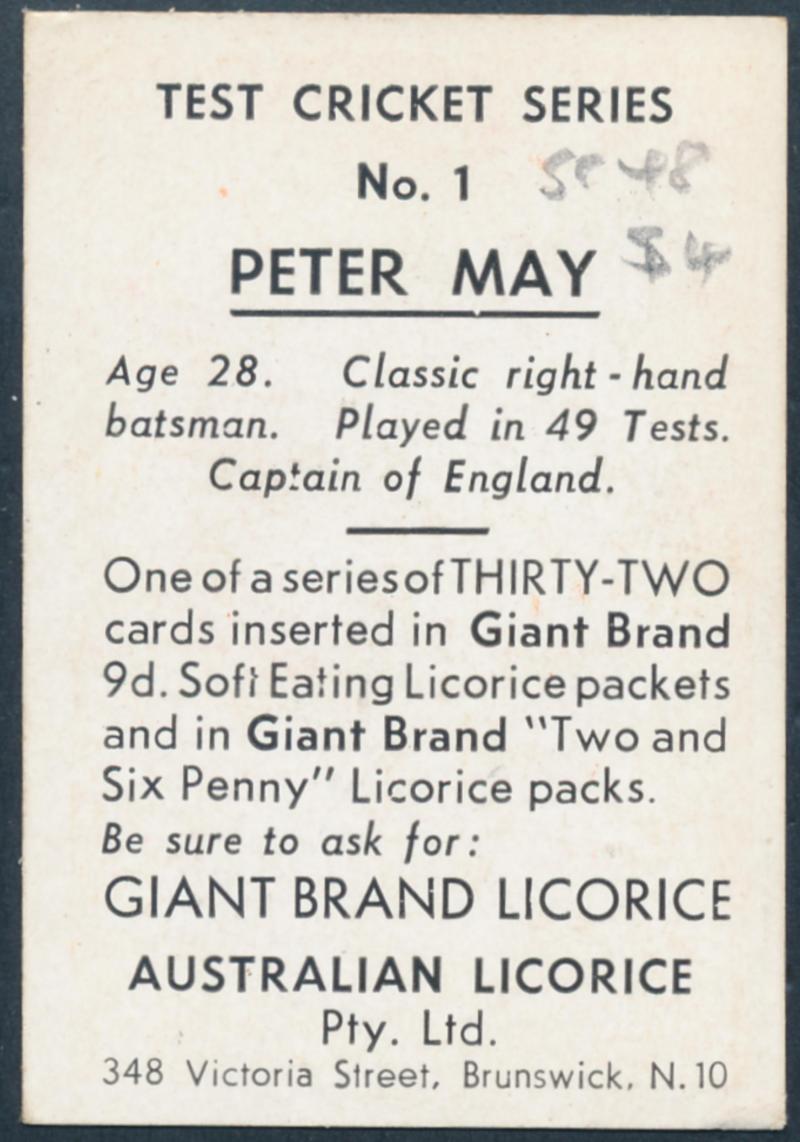 TEST CRICKET SERIES
No. 1
PETER MAY
$4
Age 28. Classic right-hand
batsman. Played in 49 Tests.
Captain of England.
One of a series of THIRTY-TWO
cards inserted in Giant Brand
9d. Soft Eating Licorice packets
and in Giant Brand "Two and
Six Penny" Licorice packs.
Be sure to ask for:
GIANT BRAND LICORICE
AUSTRALIAN LICORICE
Pty. Ltd.
348 Victoria Street, Brunswick, N.10